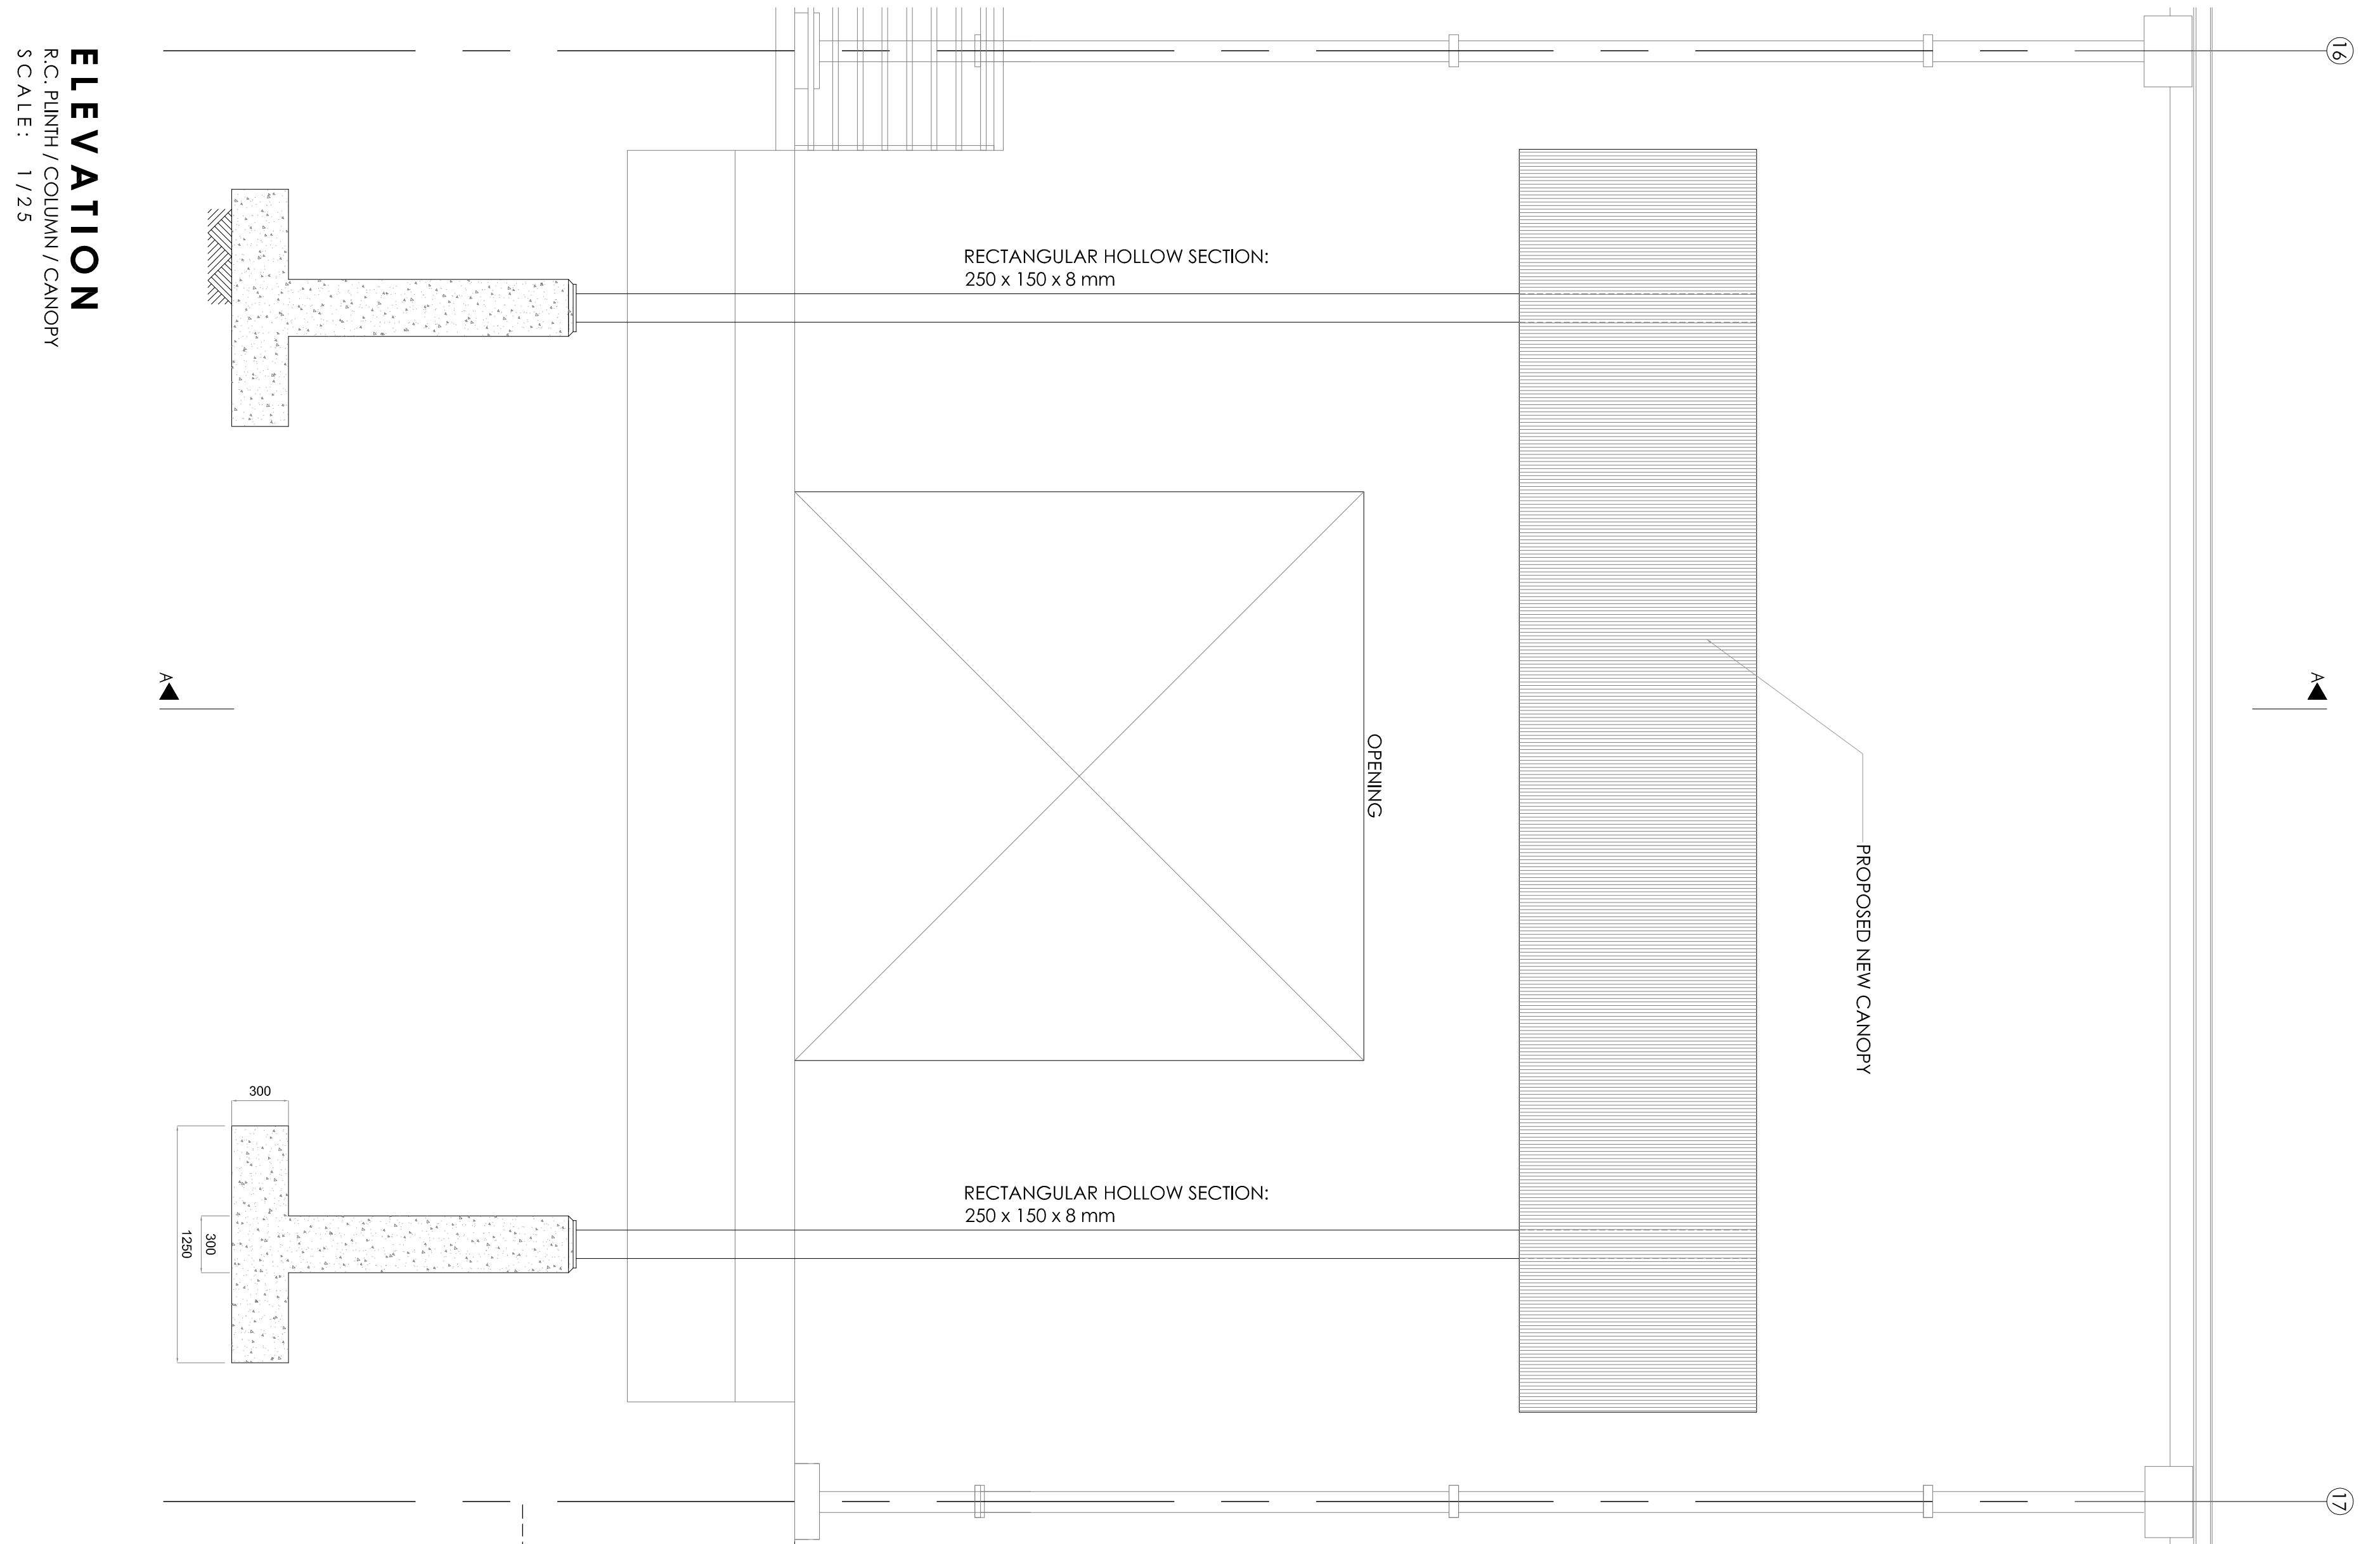 16
A
PROPOSED NEW CANOPY
OPENING
RECTANGULAR HOLLOW SECTION:
250 x 150 x 8 mm
RECTANGULAR HOLLOW SECTION:
250 x 150 x 8 mm
17
A
300
300
1250
ELEVATION
R.C. PLINTH / COLUMN / CANOPY
SCALE: 1/25